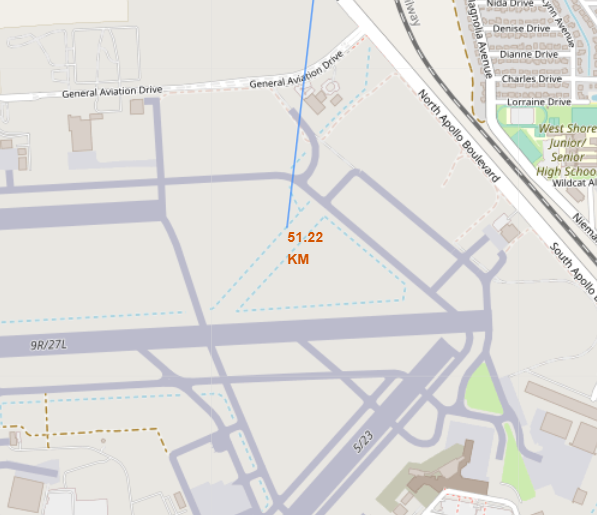 Nida Drive
Lynn Avenue
Magnolia Avenue
Denise Drive
Dianne Drive
Charles Drive
Lorraine Drive
General Aviation Drive
General Aviation Drive
North Apollo Boulevard
West Shore
Junior/
Senior
High School
Wildcat Al
51.22
KM
South Apollo B
9R/27L
5/23